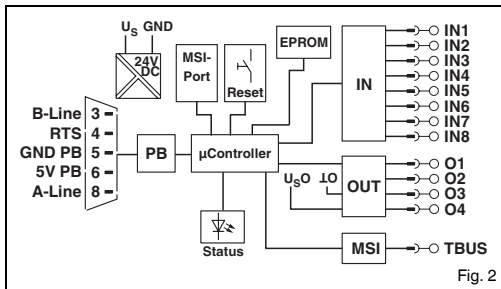 US GND
24V
DC
MSI-
Port
Reset
EPROM
IN
IN1
IN2
IN3
IN4
IN5
IN6
IN7
IN8
B-Line 3
RTS 4
GND PB 5
5V PB 6
A-Line 8
PB
µController
Status
USO
⊥O
OUT
O1
O2
O3
O4
MSI
TBUS
Fig. 2